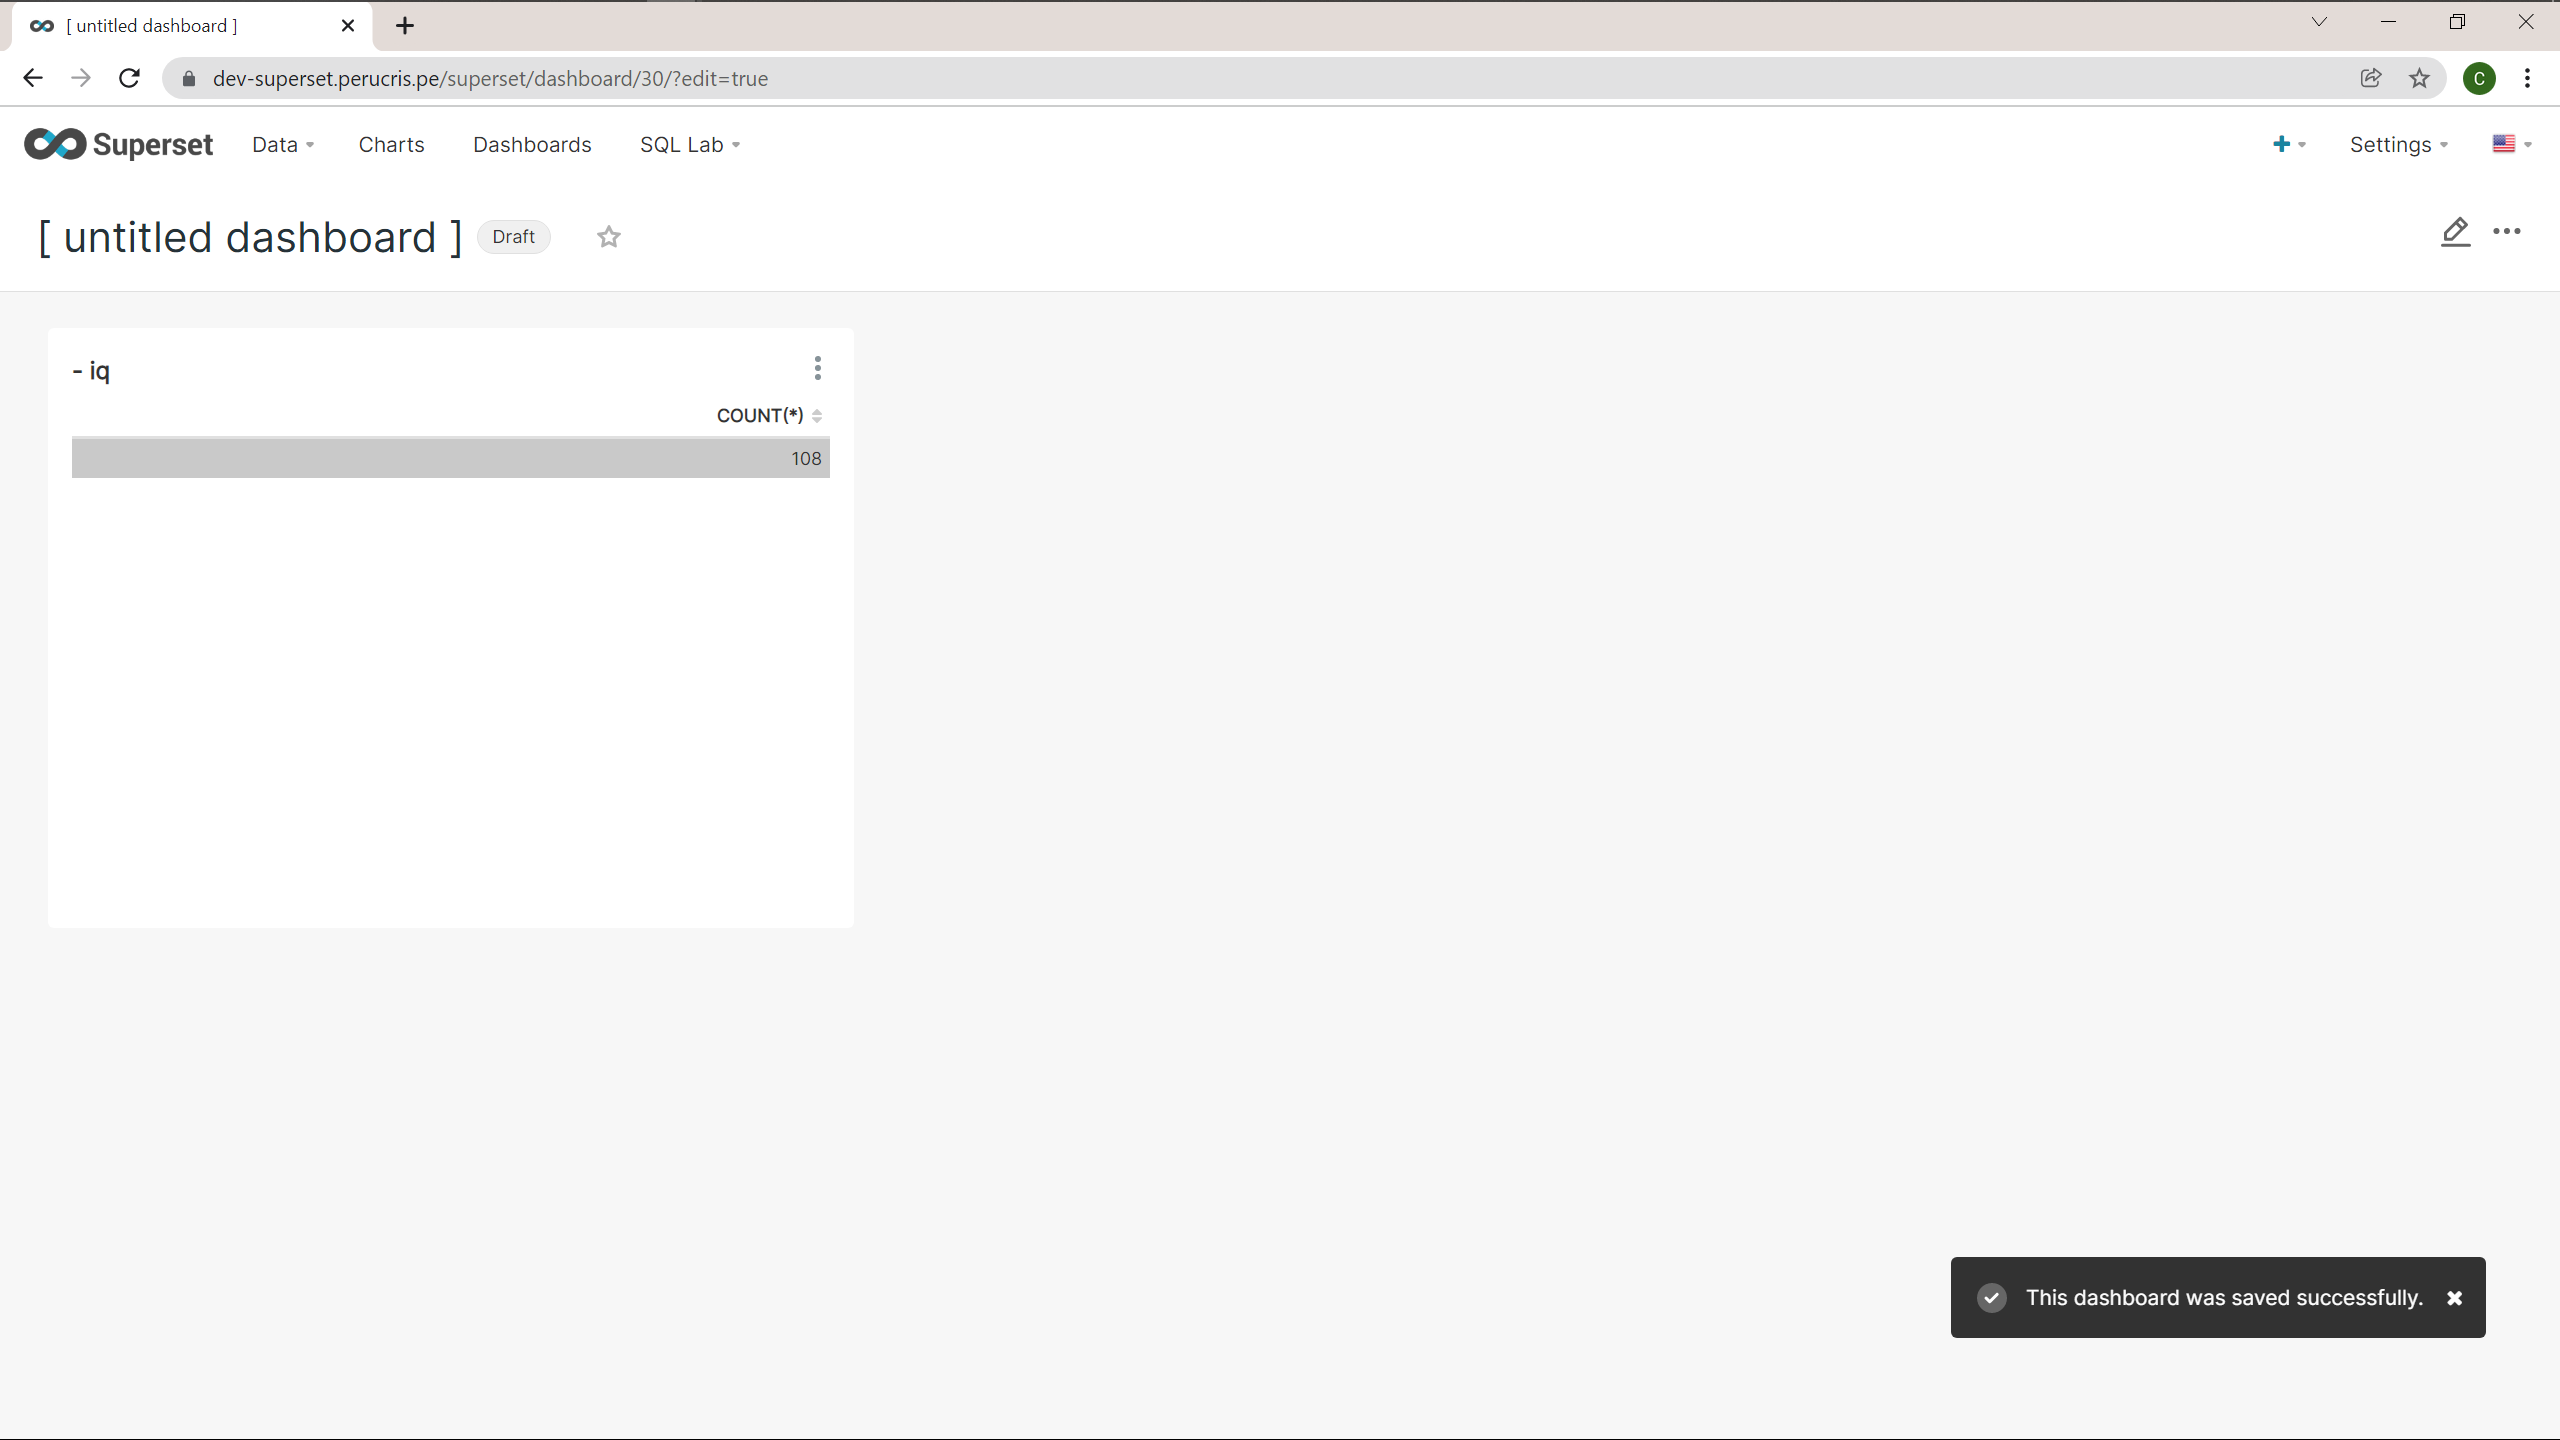 [ untitled dashboard ]
dev-superset.perucris.pe/superset/dashboard/30/?edit=true
C
Superset Data Charts Dashboards SQL Lab Settings
[ untitled dashboard ] Draft
- iq
COUNT(*)
108
This dashboard was saved successfully.